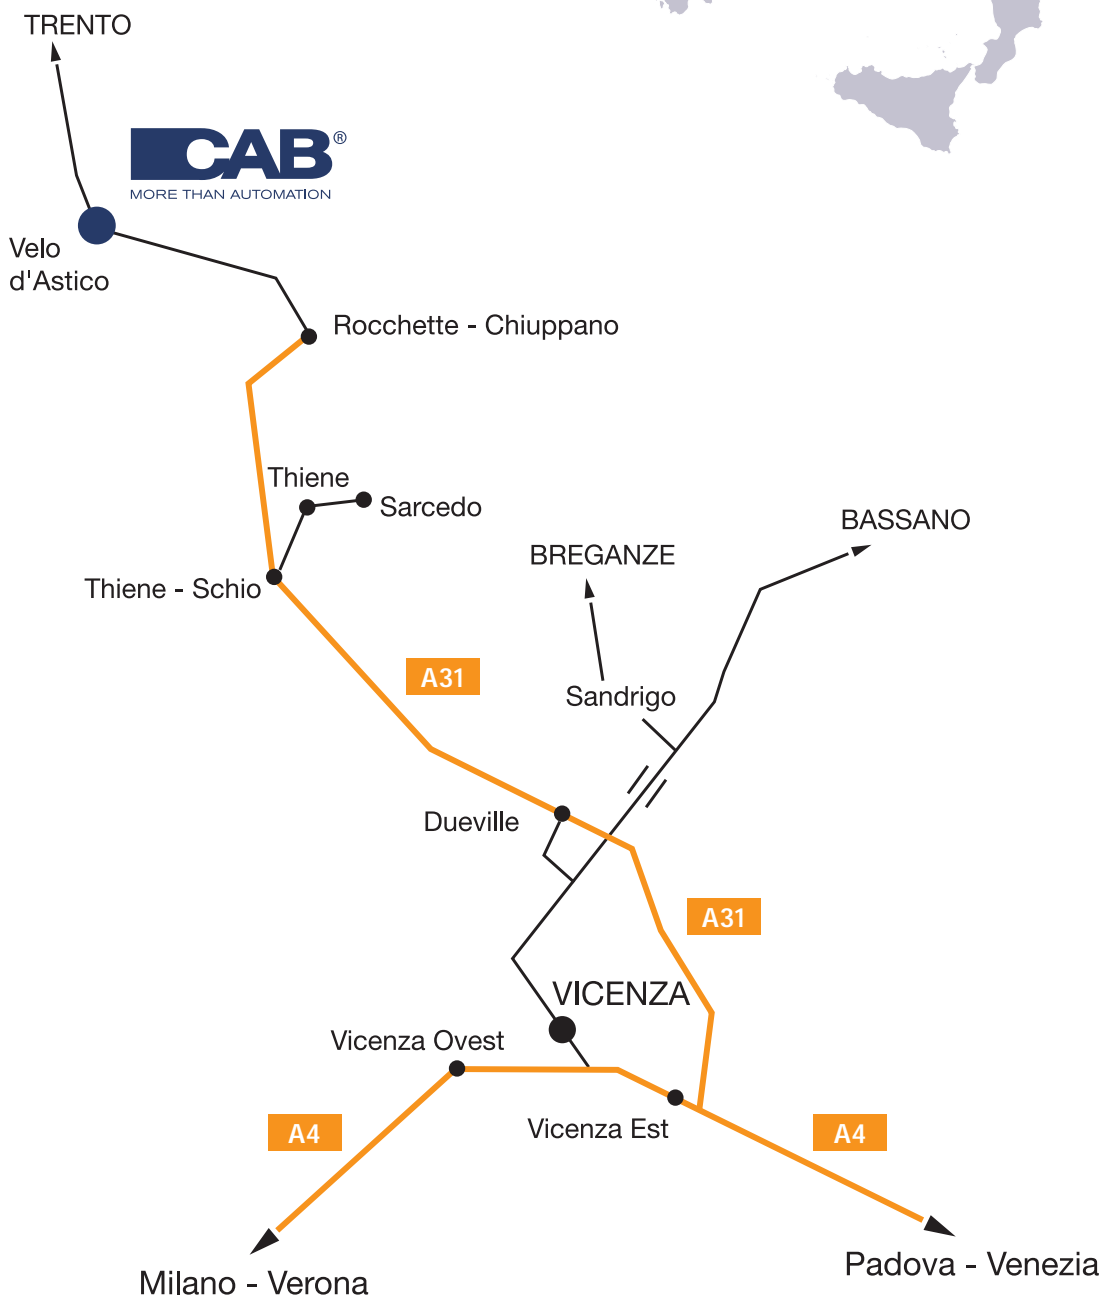 TRENTO
CAB®
MORE THAN AUTOMATION
Velo
d'Astico
Rocchette - Chiuppano
Thiene
Sarcedo
BASSANO
BREGANZE
Thiene - Schio
A31
Sandrigo
Dueville
A31
VICENZA
Vicenza Ovest
Vicenza Est
A4
A4
Padova - Venezia
Milano - Verona